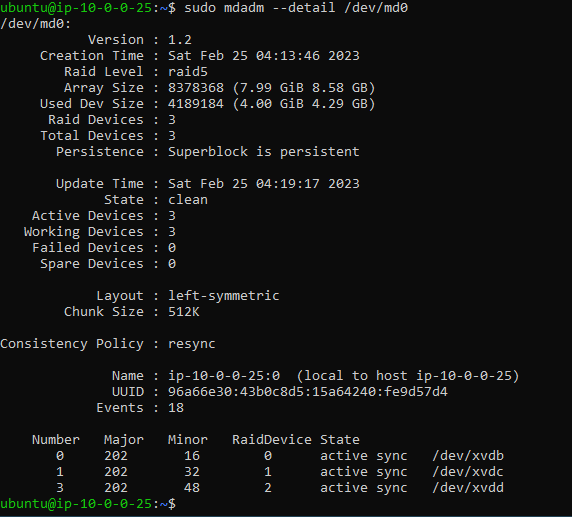 ubuntu@ip-10-0-0-25:~$ sudo mdadm --detail /dev/md0
/dev/md0:
           Version : 1.2
     Creation Time : Sat Feb 25 04:13:46 2023
        Raid Level : raid5
        Array Size : 8378368 (7.99 GiB 8.58 GB)
     Used Dev Size : 4189184 (4.00 GiB 4.29 GB)
      Raid Devices : 3
     Total Devices : 3
       Persistence : Superblock is persistent

       Update Time : Sat Feb 25 04:19:17 2023
             State : clean
    Active Devices : 3
   Working Devices : 3
    Failed Devices : 0
     Spare Devices : 0

            Layout : left-symmetric
        Chunk Size : 512K

Consistency Policy : resync

              Name : ip-10-0-0-25:0  (local to host ip-10-0-0-25)
              UUID : 96a66e30:43b0c8d5:15a64240:fe9d57d4
            Events : 18

    Number   Major   Minor   RaidDevice State
       0     202       16        0      active sync   /dev/xvdb
       1     202       32        1      active sync   /dev/xvdc
       3     202       48        2      active sync   /dev/xvdd
ubuntu@ip-10-0-0-25:~$